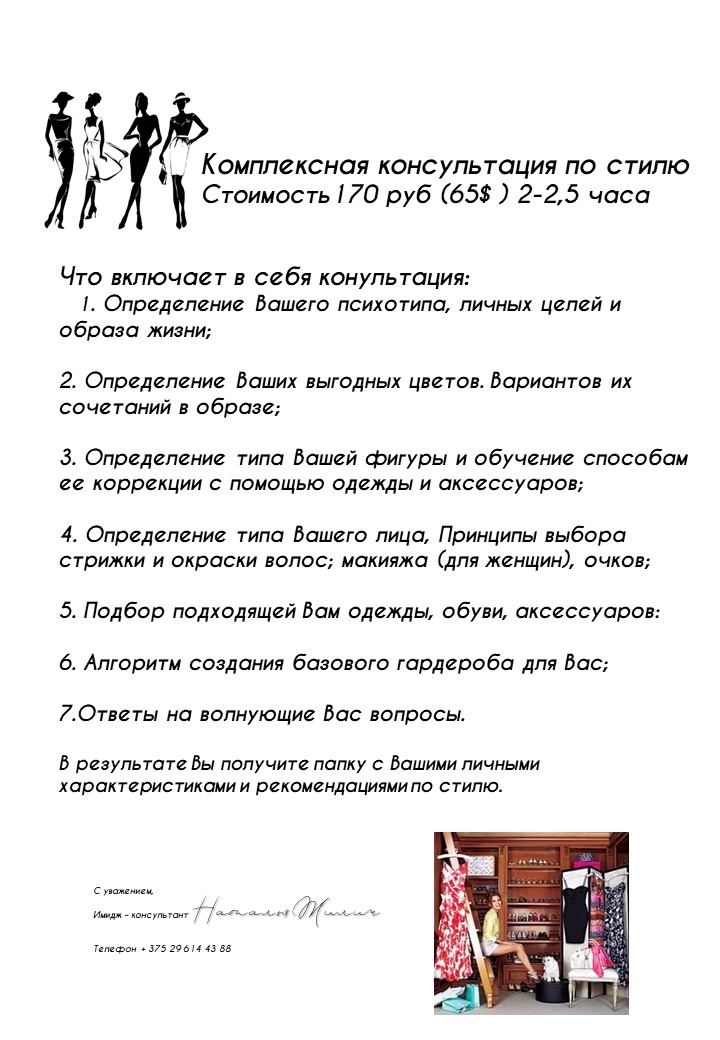 Комплексная консультация по стилю
Стоимость 170 руб (65$ ) 2-2,5 часа
Что включает в себя конультация:
1. Определение Вашего психотипа, личных целей и
образа жизни;
2. Определение Ваших выгодных цветов. Вариантов их
сочетаний в образе;
3. Определение типа Вашей фигуры и обучение способам
ее коррекции с помощью одежды и аксессуаров;
4. Определение типа Вашего лица, Принципы выбора
стрижки и окраски волос; макияжа (для женщин), очков;
5. Подбор подходящей Вам одежды, обуви, аксессуаров:
6. Алгоритм создания базового гардероба для Вас;
7.Ответы на волнующие Вас вопросы.
В результате Вы получите папку с Вашими личными
характеристиками и рекомендациями по стилю.
С уважением,
Имидж – консультант Наталья
Телефон + 375 29 614 43 88